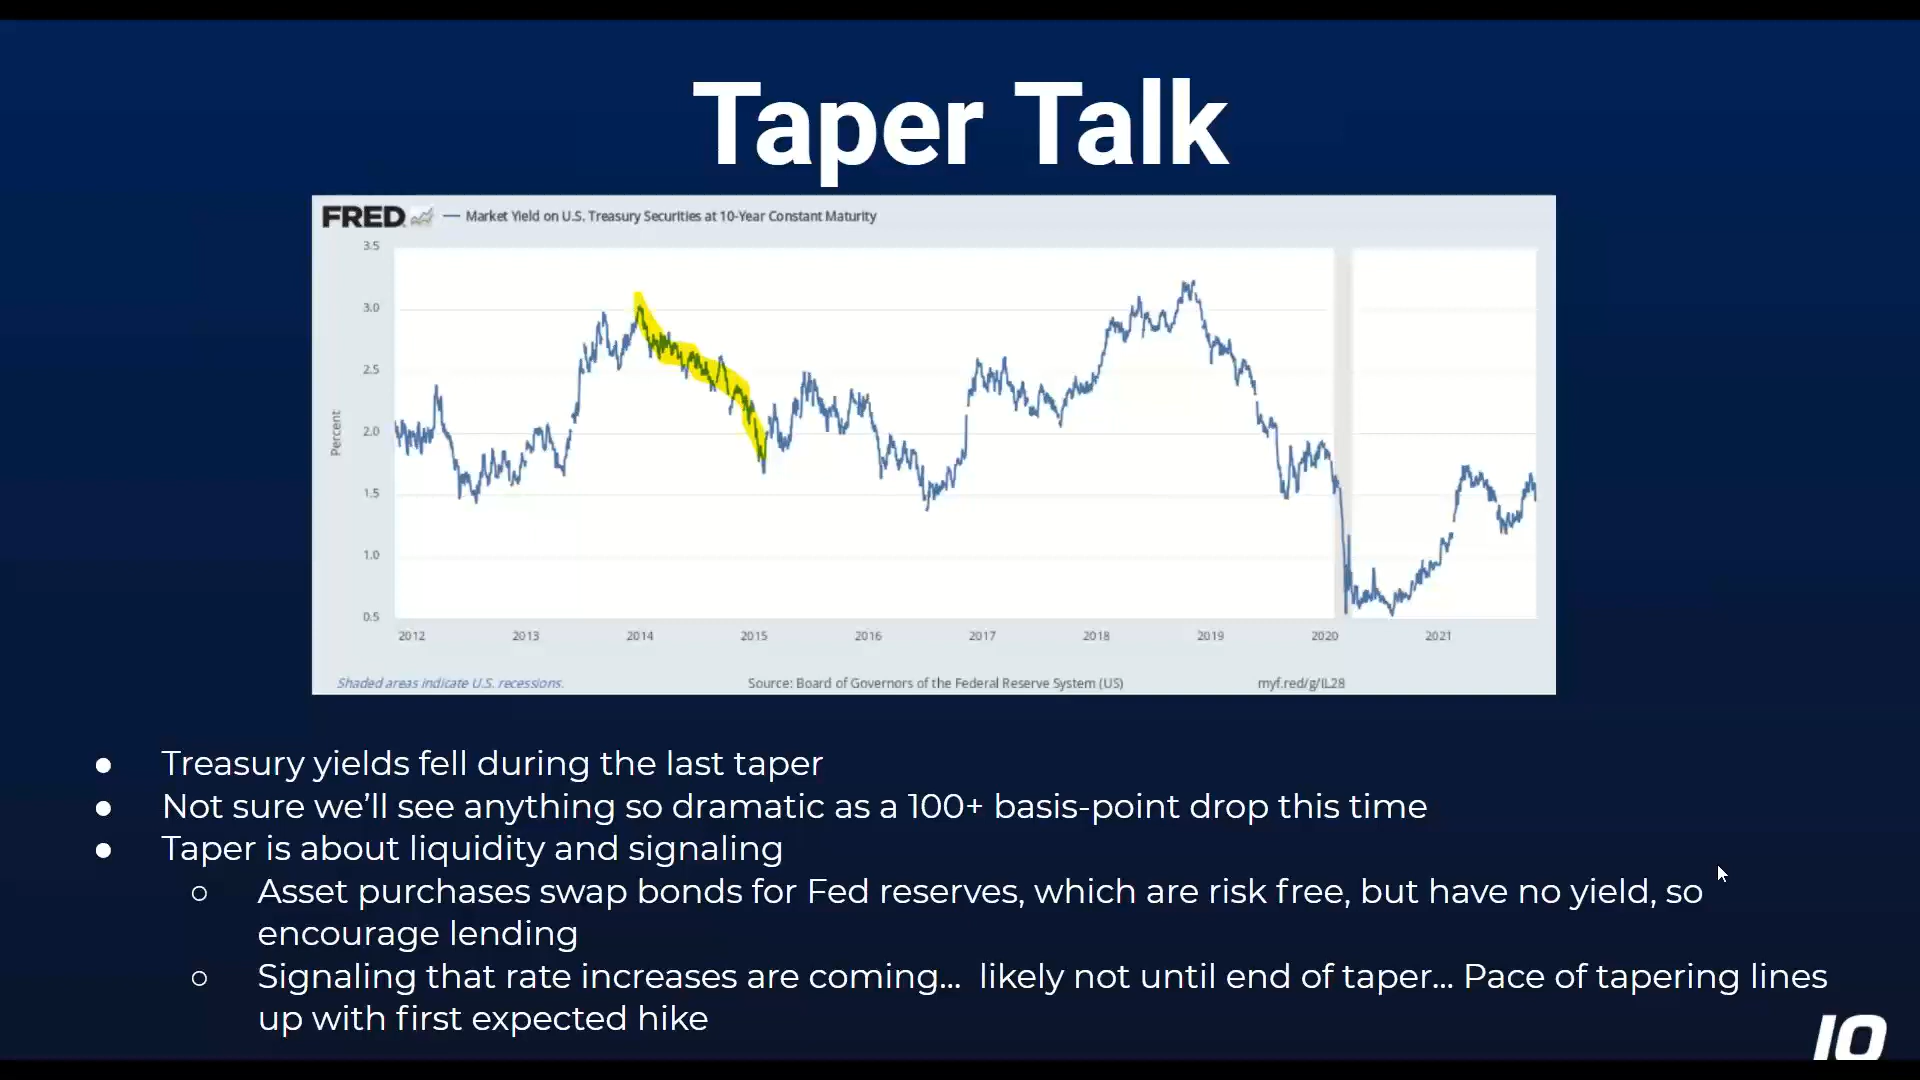 Taper Talk
FRED — Market Yield on U.S. Treasury Securities at 10-Year Constant Maturity
3.5
3.0
2.5
2.0
1.5
1.0
0.5
Percent
2012 2013 2014 2015 2016 2017 2018 2019 2020 2021
Shaded areas indicate U.S. recessions. Source: Board of Governors of the Federal Reserve System (US) myf.red/g/IL28
● Treasury yields fell during the last taper
● Not sure we’ll see anything so dramatic as a 100+ basis-point drop this time
● Taper is about liquidity and signaling
○ Asset purchases swap bonds for Fed reserves, which are risk free, but have no yield, so
encourage lending
○ Signaling that rate increases are coming... likely not until end of taper... Pace of tapering lines
up with first expected hike
10